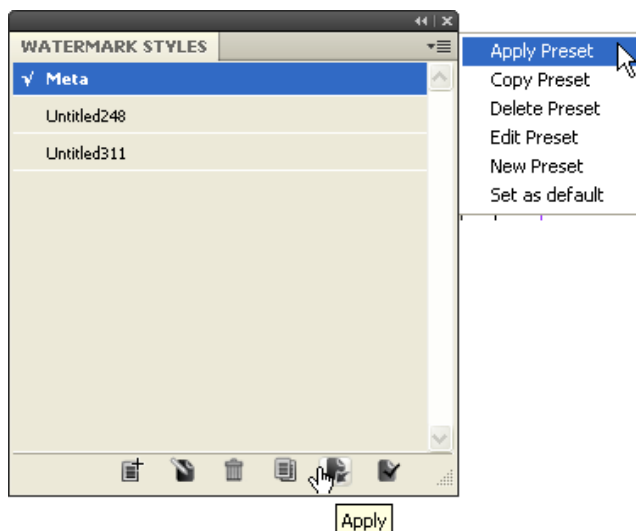 WATERMARK STYLES
√ Meta
Untitled248
Untitled311
Apply Preset
Copy Preset
Delete Preset
Edit Preset
New Preset
Set as default
Apply